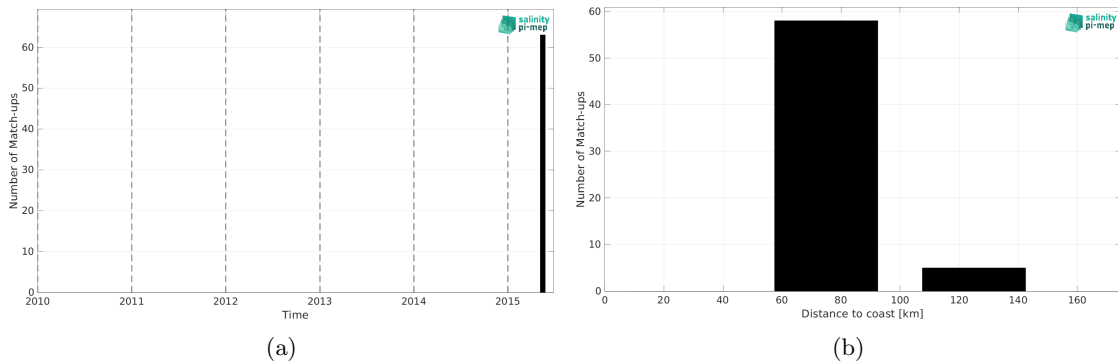 salinity
pi-mep
60
50
40
30
20
10
0
Number of Match-ups
2010
2011
2012
2013
2014
2015
Time
(a)
salinity
pi-mep
60
50
40
30
20
10
0
Number of Match-ups
0
20
40
60
80
100
120
140
160
Distance to coast [km]
(b)